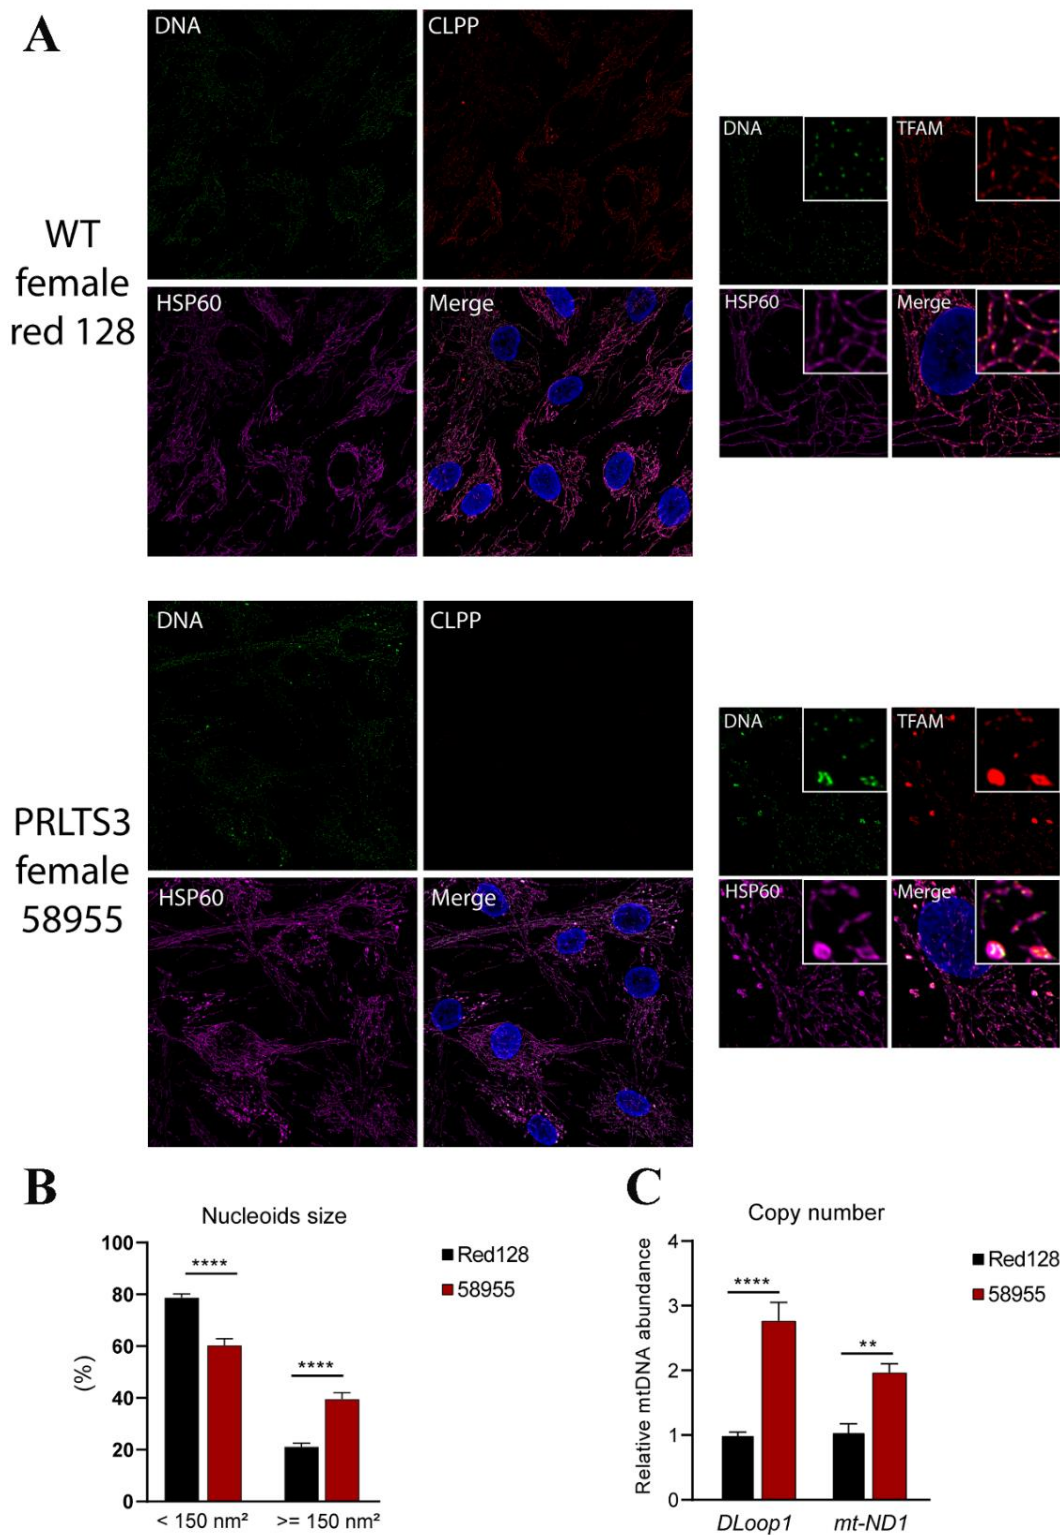 A
DNA
CLPP
DNA
TFAM
WT
female
red 128
HSP60
Merge
HSP60
Merge
DNA
CLPP
DNA
TFAM
PRLTS3
female
58955
HSP60
Merge
HSP60
Merge
B
Nucleoids size
100
80
60
40
20
0
(%)
****
****
Red128
58955
< 150 nm²
>= 150 nm²
C
Copy number
4
3
2
1
0
Relative mtDNA abundance
****
**
Red128
58955
DLoop1
mt-ND1